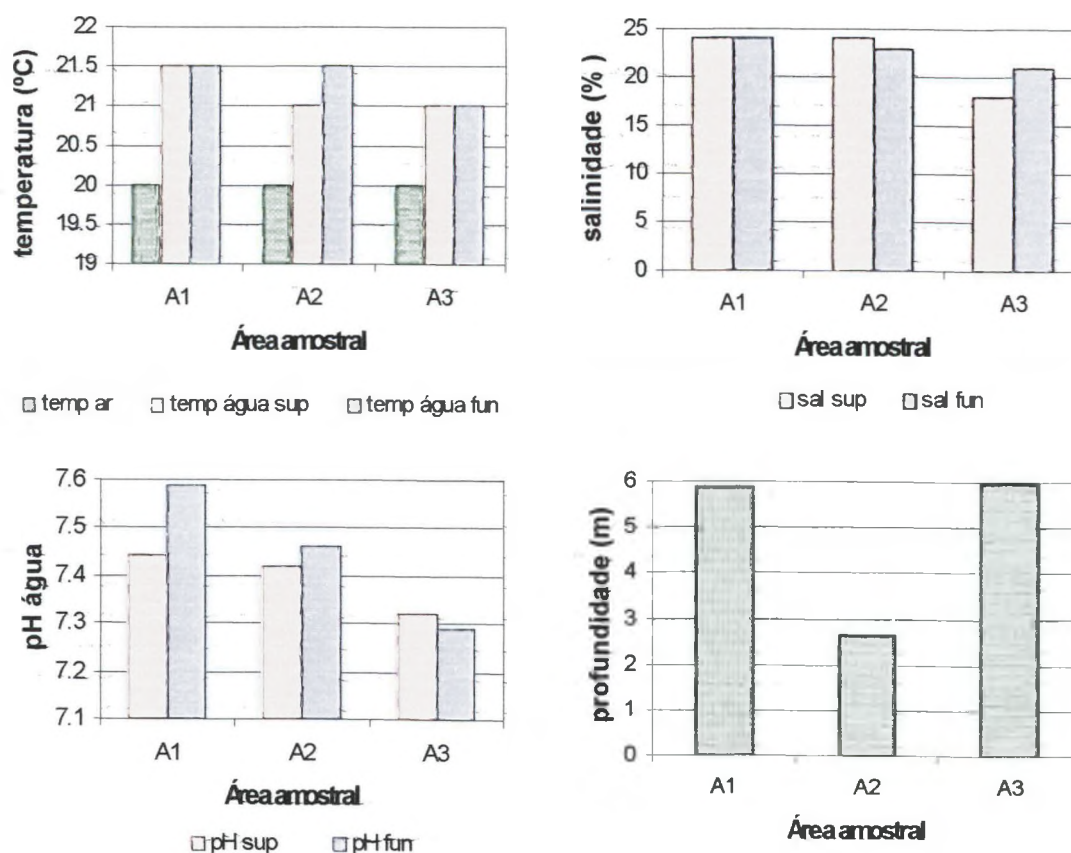 temperatura (ºC)
22
21.5
21
20.5
20
19.5
19
A1 A2 A3
Área amostral
temp ar temp água sup temp água fun
salinidade (% )
25
20
15
10
5
0
A1 A2 A3
Área amostral
sal sup sal fun
pH água
7.6
7.5
7.4
7.3
7.2
7.1
A1 A2 A3
Área amostral
pH sup pH fun
profundidade (m)
6
5
4
3
2
1
0
A1 A2 A3
Área amostral